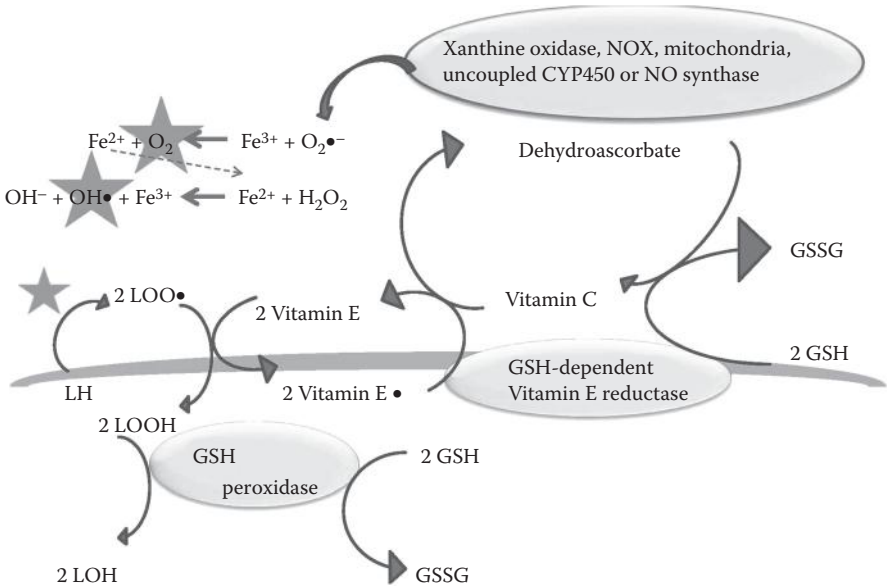 Xanthine oxidase, NOX, mitochondria,
uncoupled CYP450 or NO synthase
Fe²⁺ + O₂
Fe³⁺ + O₂•⁻
Dehydroascorbate
OH⁻ + OH• + Fe³⁺
Fe²⁺ + H₂O₂
GSSG
2 LOO•
2 Vitamin E
Vitamin C
2 GSH
GSH-dependent
Vitamin E reductase
LH
2 Vitamin E •
2 LOOH
GSH
peroxidase
2 GSH
2 LOH
GSSG